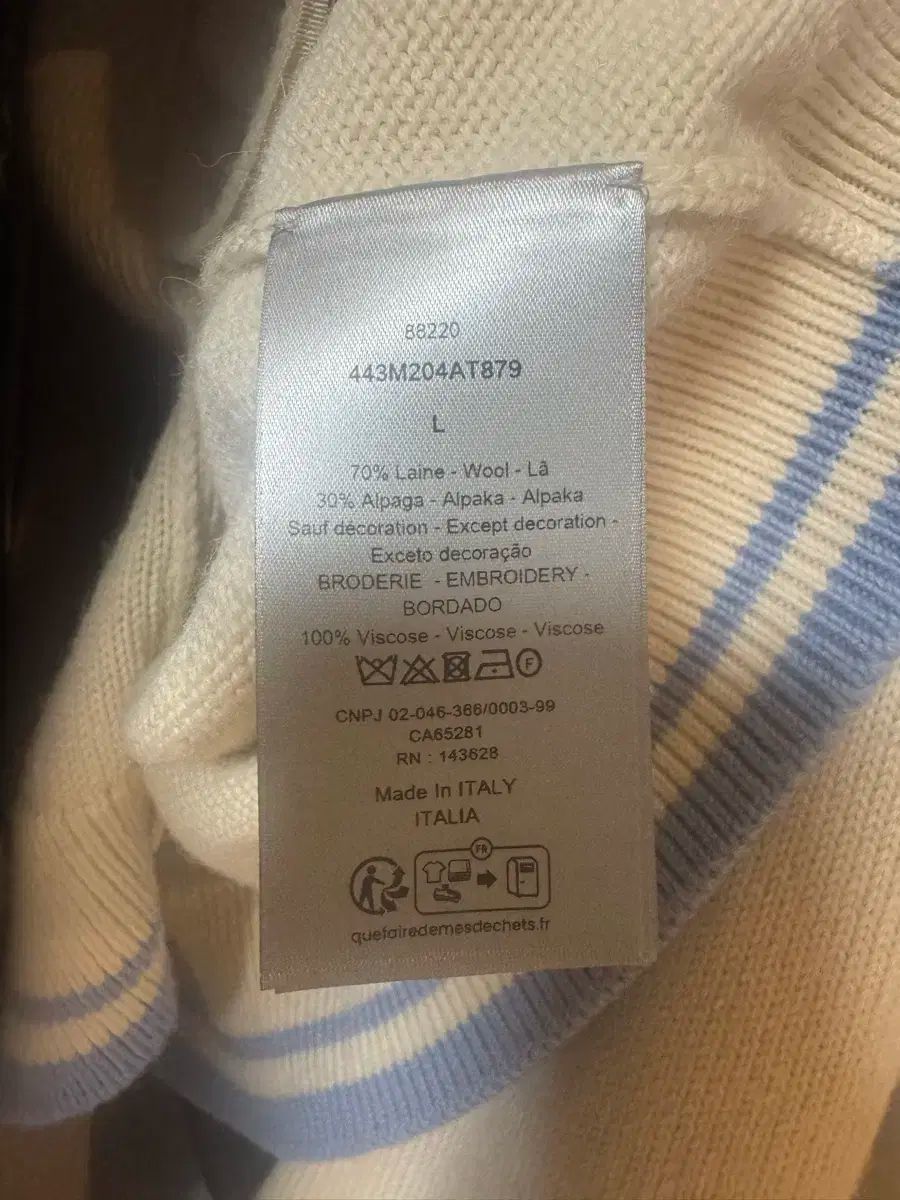 88220
443M204AT879
L
70% Laine - Wool - Lã
30% Alpaga - Alpaka - Alpaka
Sauf décoration - Except decoration -
Exceto decoração
BRODERIE - EMBROIDERY -
BORDADO
100% Viscose - Viscose - Viscose
F
CNPJ 02-046-366/0003-99
CA65281
RN : 143628
Made In ITALY
ITALIA
FR
quefairedemesdechets.fr